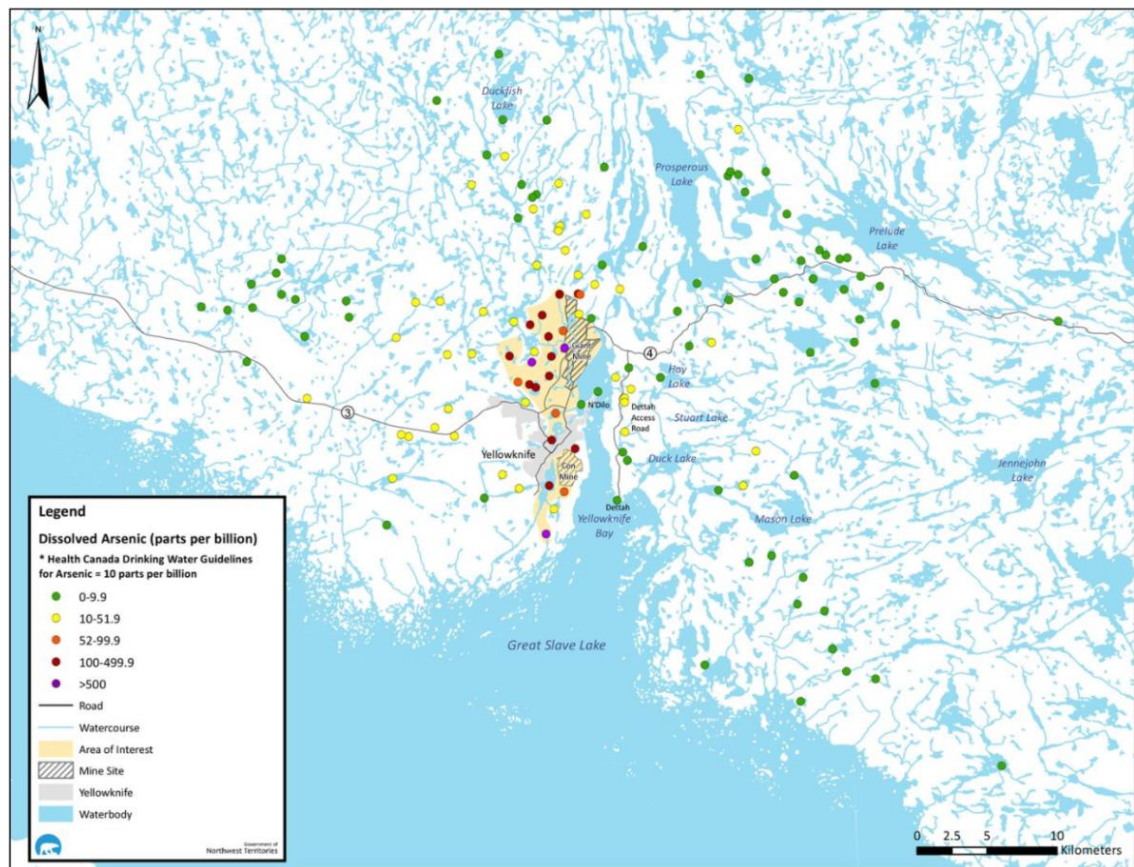 N
Duckfish
Lake
Prosperous
Lake
Prelude
Lake
4
Giant
Mine
Hay
Lake
3
N'Dilo
Dettah
Access
Road
Stuart Lake
Yellowknife
Duck Lake
Con
Mine
Jennejohn
Lake
Dettah
Yellowknife
Bay
Mason Lake
Great Slave Lake
Legend
Dissolved Arsenic (parts per billion)
* Health Canada Drinking Water Guidelines
for Arsenic = 10 parts per billion
0-9.9
10-51.9
52-99.9
100-499.9
>500
Road
Watercourse
Area of Interest
Mine Site
Yellowknife
Waterbody
Government of
Northwest Territories
0 2.5 5 10
Kilometers